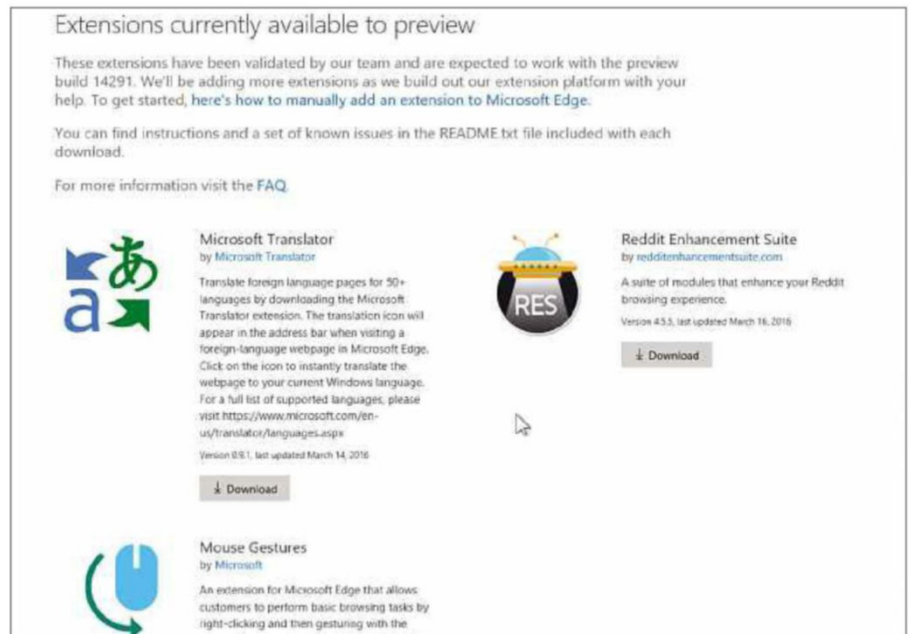 Extensions currently available to preview
These extensions have been validated by our team and are expected to work with the preview
build 14291. We'll be adding more extensions as we build out our extension platform with your
help. To get started, here's how to manually add an extension to Microsoft Edge.
You can find instructions and a set of known issues in the README.txt file included with each
download.
For more information visit the FAQ.
あ
a
Microsoft Translator
by Microsoft Translator
Translate foreign language pages for 50+
languages by downloading the Microsoft
Translator extension. The translation icon will
appear in the address bar when visiting a
foreign-language webpage in Microsoft Edge.
Click on the icon to instantly translate the
webpage to your current Windows language.
For a full list of supported languages, please
visit https://www.microsoft.com/en-
us/translator/languages.aspx
Version 0.9.1, last updated March 14, 2016
Download
RES
Reddit Enhancement Suite
by redditenhancementsuite.com
A suite of modules that enhance your Reddit
browsing experience.
Version 4.5.5, last updated March 16, 2016
Download
Mouse Gestures
by Microsoft
An extension for Microsoft Edge that allows
customers to perform basic browsing tasks by
right-clicking and then gesturing with the